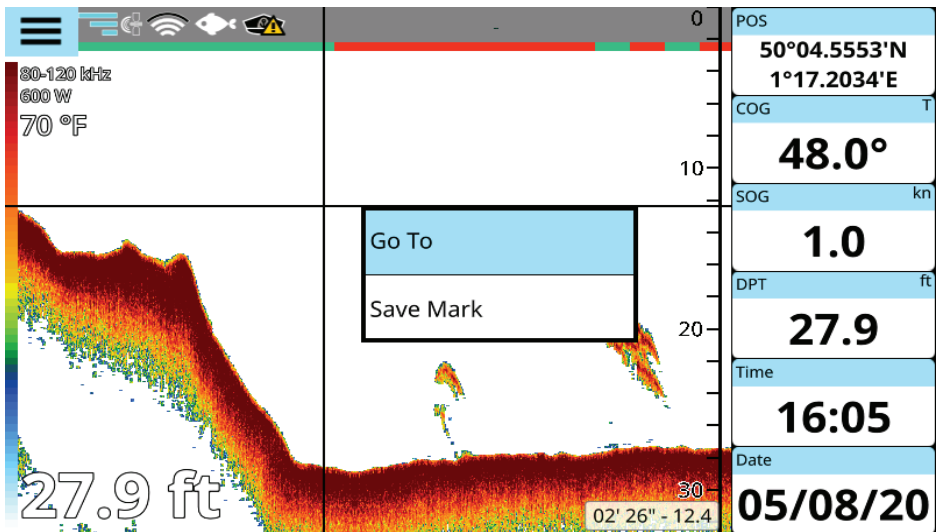 80-120 kHz
600 W
70 °F
-
0
10
20
30
Go To
Save Mark
27.9 ft
02' 26" - 12.4
POS
50°04.5553'N
1°17.2034'E
COG T
48.0°
SOG kn
1.0
DPT ft
27.9
Time
16:05
Date
05/08/20